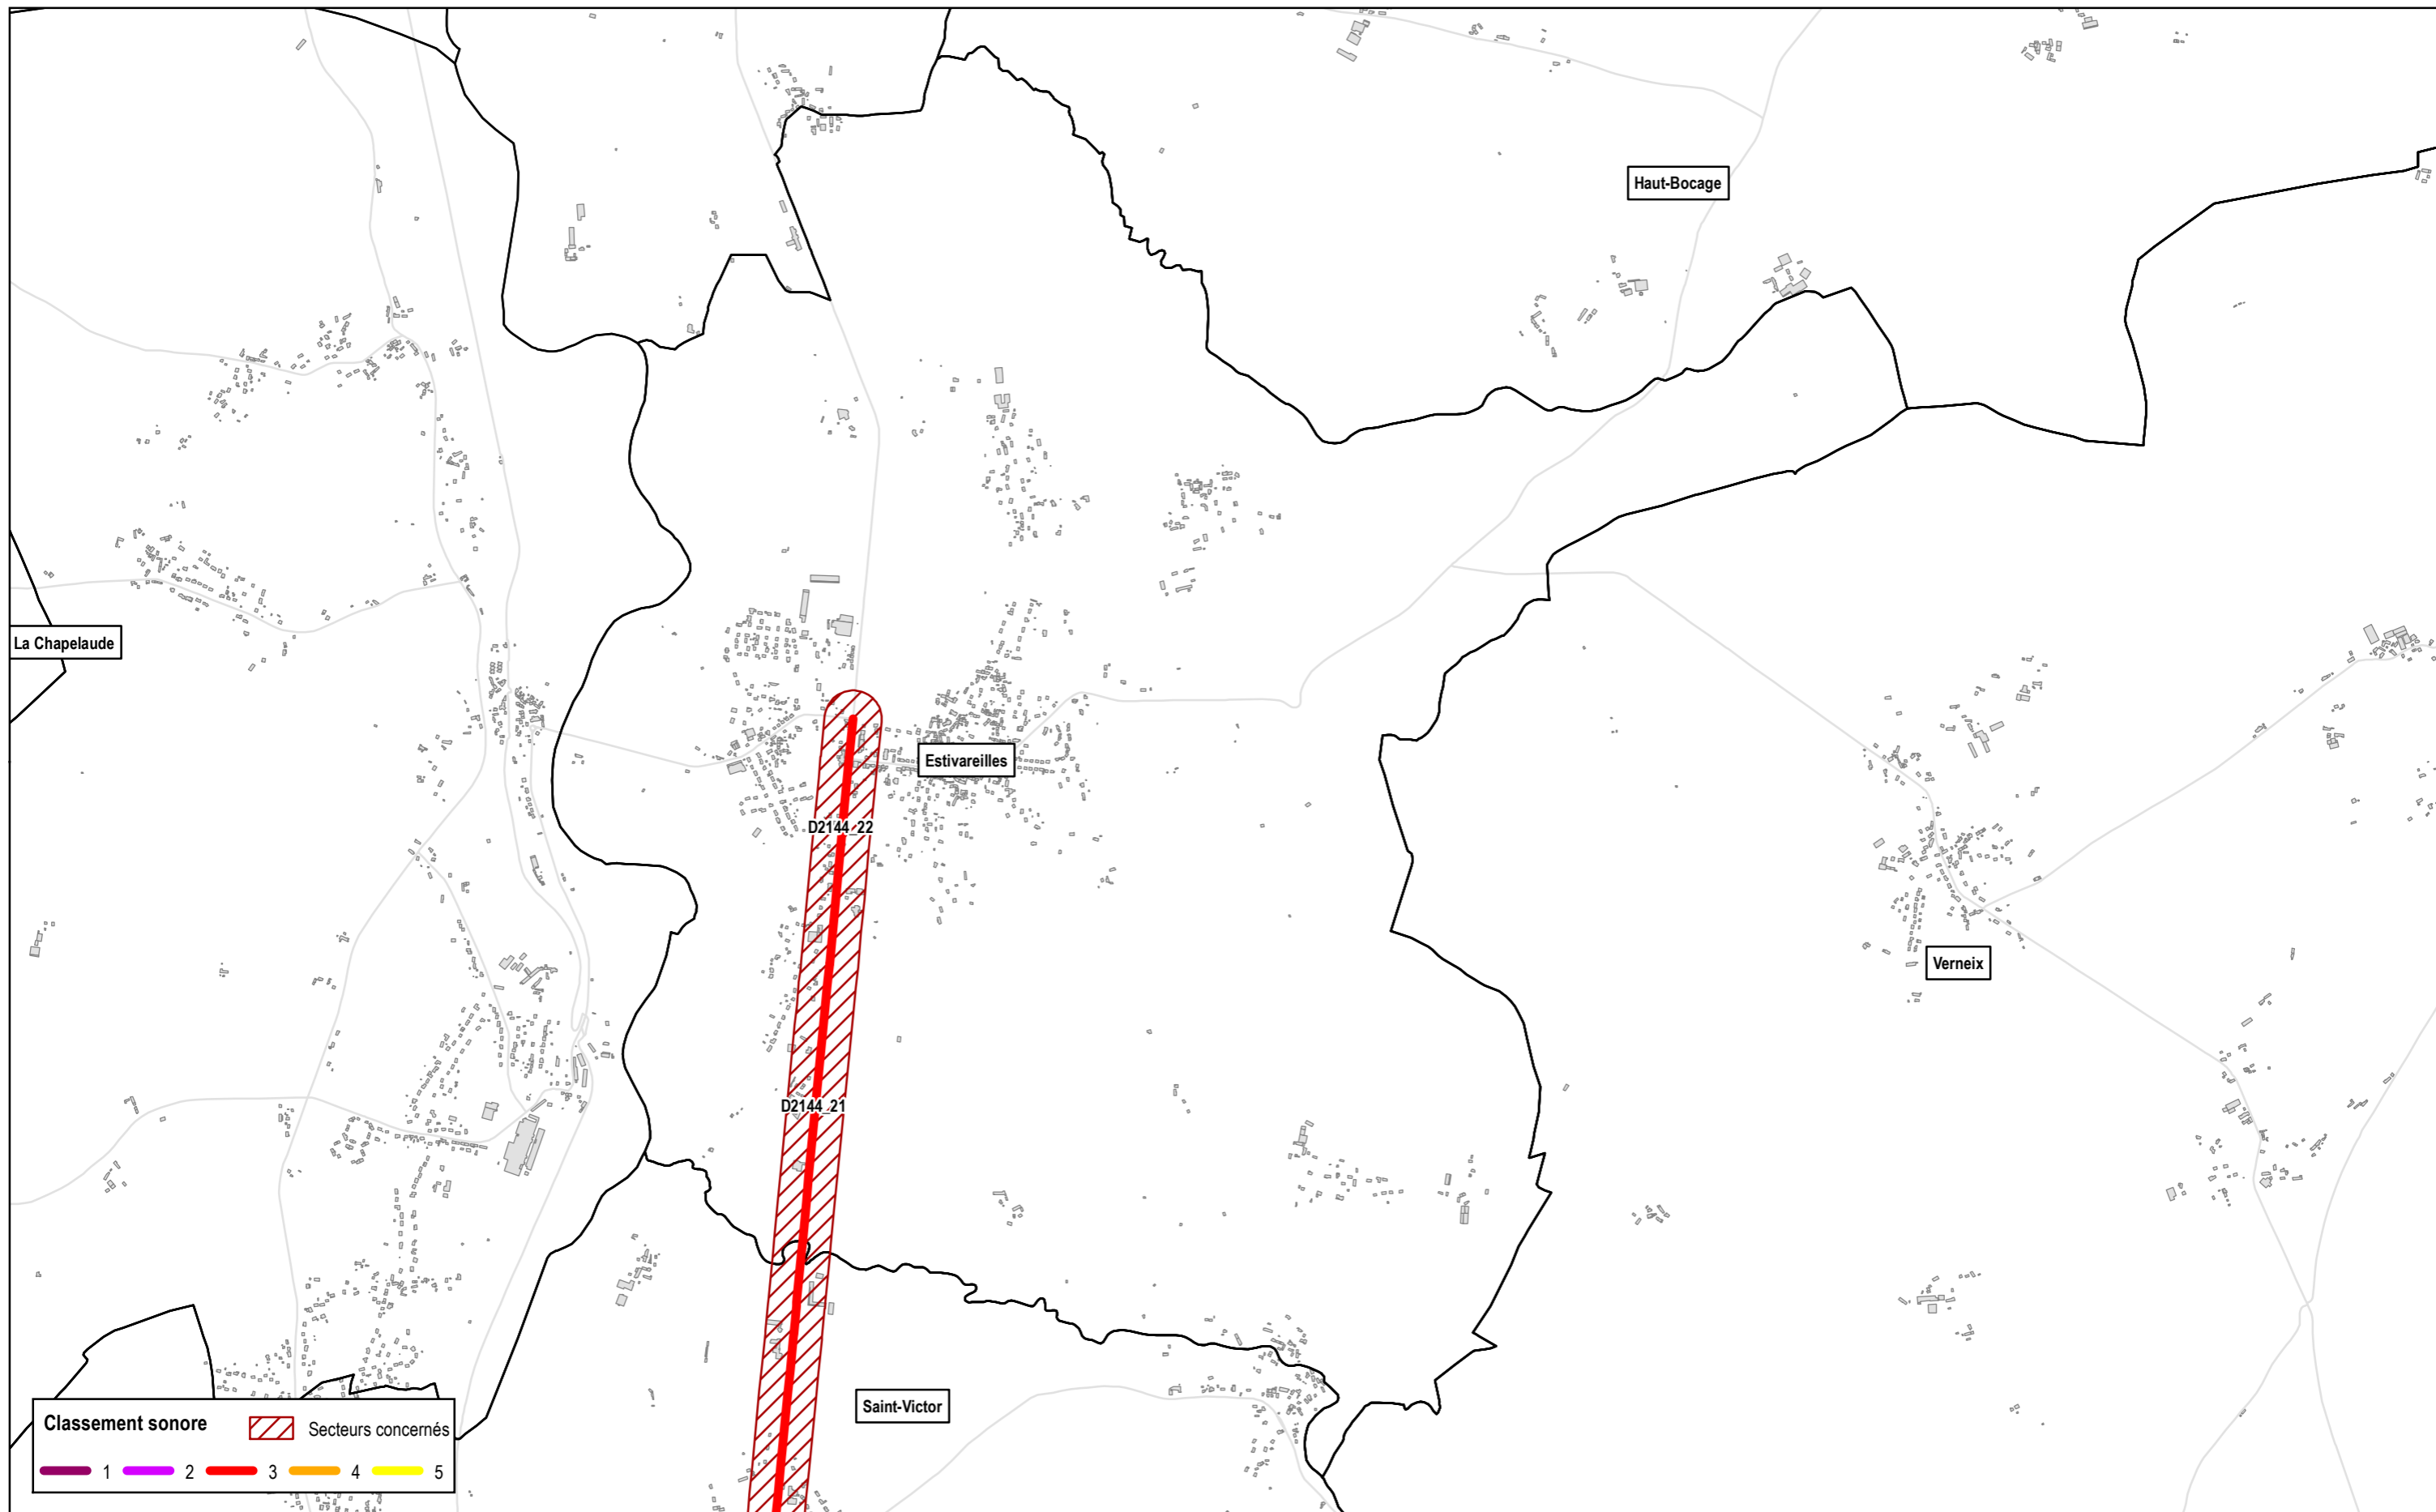 Haut-Bocage
La Chapelaude
Estivareilles
D2144_22
Verneix
D2144_21
Saint-Victor
Classement sonore
Secteurs concernés
1 2 3 4 5